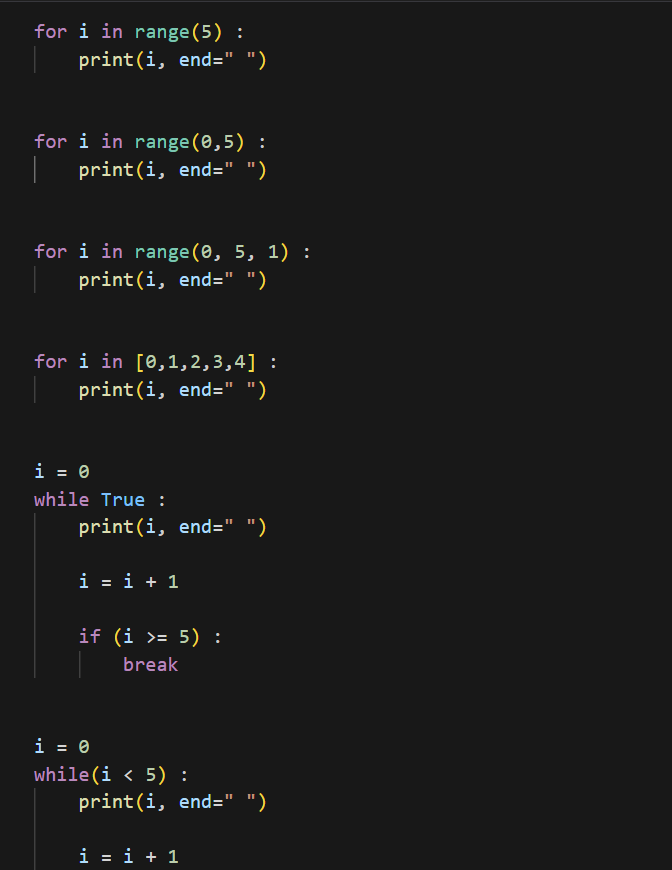 for i in range(5) :
    print(i, end=" ")
for i in range(0,5) :
    print(i, end=" ")
for i in range(0, 5, 1) :
    print(i, end=" ")
for i in [0,1,2,3,4] :
    print(i, end=" ")
i = 0
while True :
    print(i, end=" ")
    i = i + 1
    if (i >= 5) :
        break
i = 0
while(i < 5) :
    print(i, end=" ")
    i = i + 1